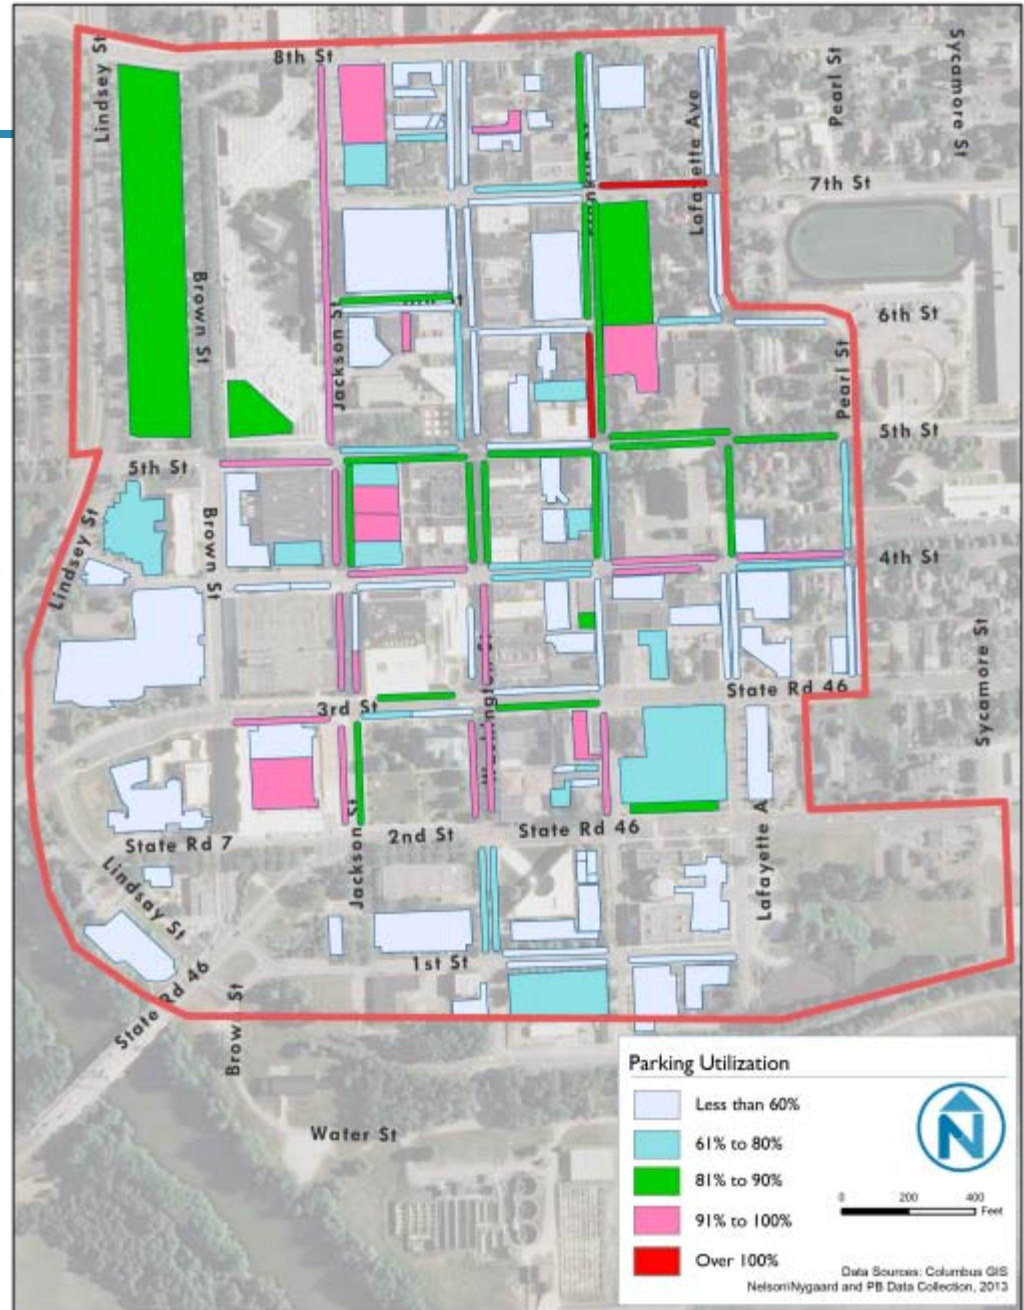 8th St
Lindsey St
Pearl St
Sycamore St
Lafayette Ave
7th St
Brown St
6th St
Jackson St
Pearl St
5th St
5th St
Lindsey St
Brown St
4th St
Sycamore St
State Rd 46
3rd St
2nd St
State Rd 46
State Rd 7
Jackson St
Lafayette A
Lindsay St
1st St
State Rd 46
Water St
Parking Utilization
Less than 60%
61% to 80%
81% to 90%
91% to 100%
Over 100%
N
0 200 400
Feet
Data Sources: Columbus GIS
Nelson\Nygaard and PB Data Collection, 2013